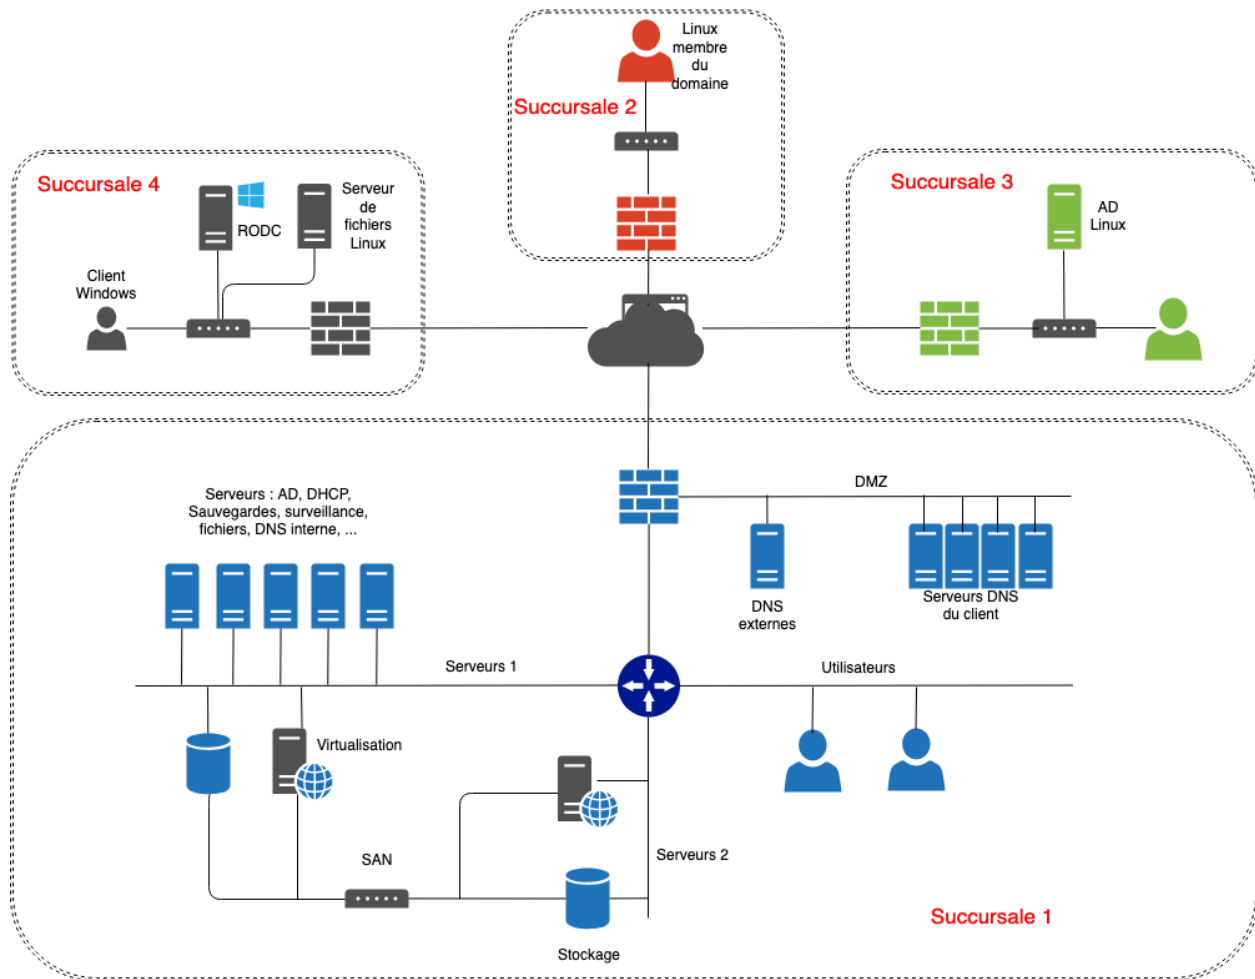 Linux
membre
du
domaine
Succursale 2
Succursale 4
RODC
Serveur
de
fichiers
Linux
Client
Windows
Succursale 3
AD
Linux
Serveurs : AD, DHCP,
Sauvegardes, surveillance,
fichiers, DNS interne, ...
DMZ
DNS
externes
Serveurs DNS
du client
Serveurs 1
Utilisateurs
Virtualisation
SAN
Serveurs 2
Stockage
Succursale 1